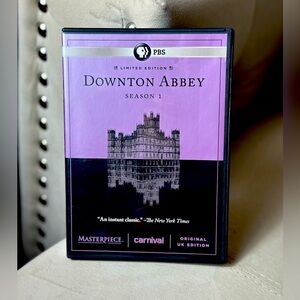 PBS
LIMITED EDITION
DOWNTON ABBEY
SEASON 1
"An instant classic." –The New York Times
MASTERPIECE. carnival ORIGINAL UK EDITION